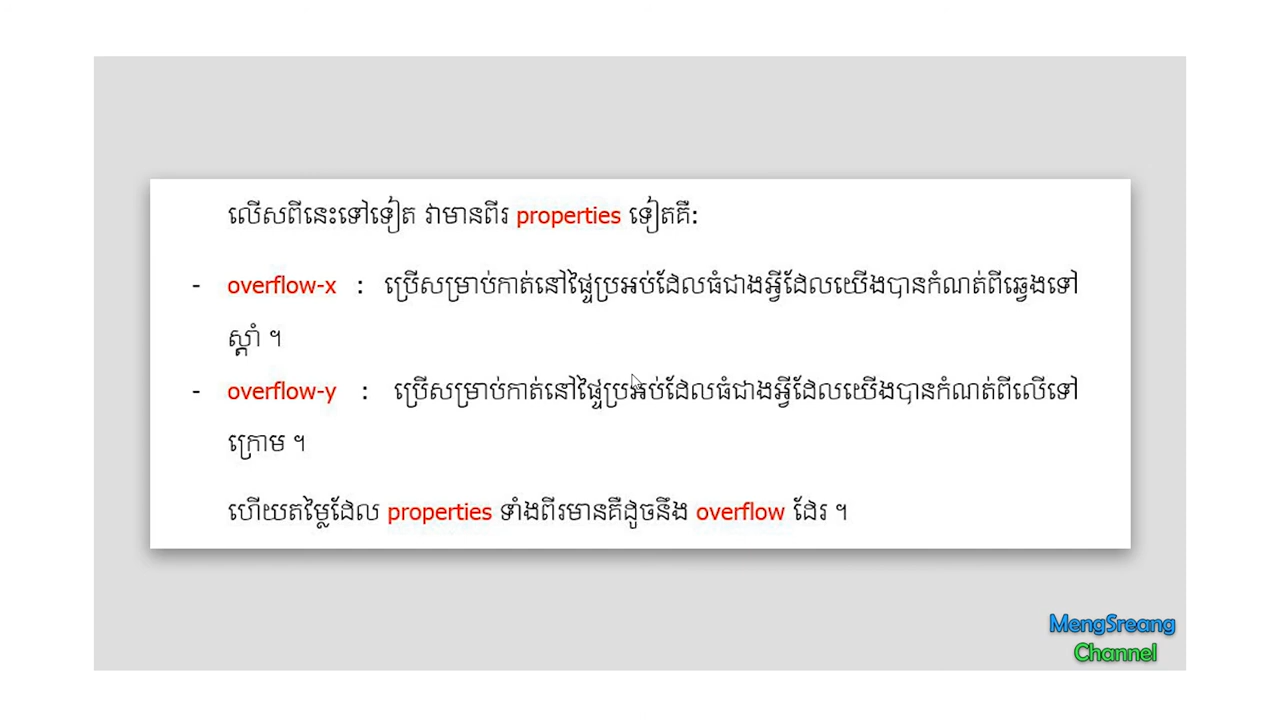 លើសពីនេះទៅទៀត វាមានពីរ properties ទៀតគឺ:
- overflow-x : ប្រើសម្រាប់កាត់នៅផ្ទៃប្រអប់ដែលធំជាងអ្វីដែលយើងបានកំណត់ពីឆ្វេងទៅ
ស្តាំ ។
- overflow-y : ប្រើសម្រាប់កាត់នៅផ្ទៃប្រអប់ដែលធំជាងអ្វីដែលយើងបានកំណត់ពីលើទៅ
ក្រោម ។
ហើយតម្លៃដែល properties ទាំងពីរមានគឺដូចនឹង overflow ដែរ ។
MengSreang
Channel